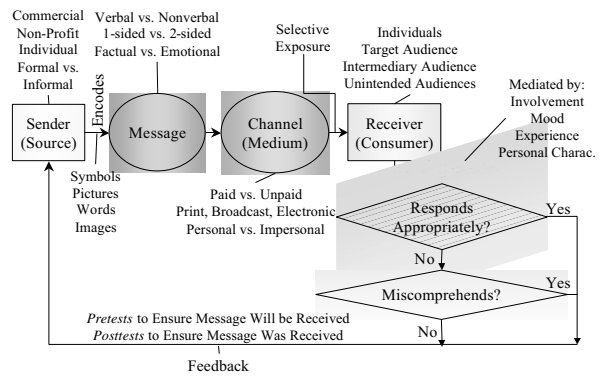 Commercial
Non-Profit
Individual
Formal vs.
Informal
Verbal vs. Nonverbal
1-sided vs. 2-sided
Factual vs. Emotional
Selective
Exposure
Individuals
Target Audience
Intermediary Audience
Unintended Audiences
Mediated by:
Involvement
Mood
Experience
Personal Charac.
Sender
(Source)
Encodes
Message
Channel
(Medium)
Receiver
(Consumer)
Symbols
Pictures
Words
Images
Paid vs. Unpaid
Print, Broadcast, Electronic
Personal vs. Impersonal
Responds
Appropriately?
Yes
No
Miscomprehends?
Yes
No
Pretests to Ensure Message Will be Received
Posttests to Ensure Message Was Received
Feedback